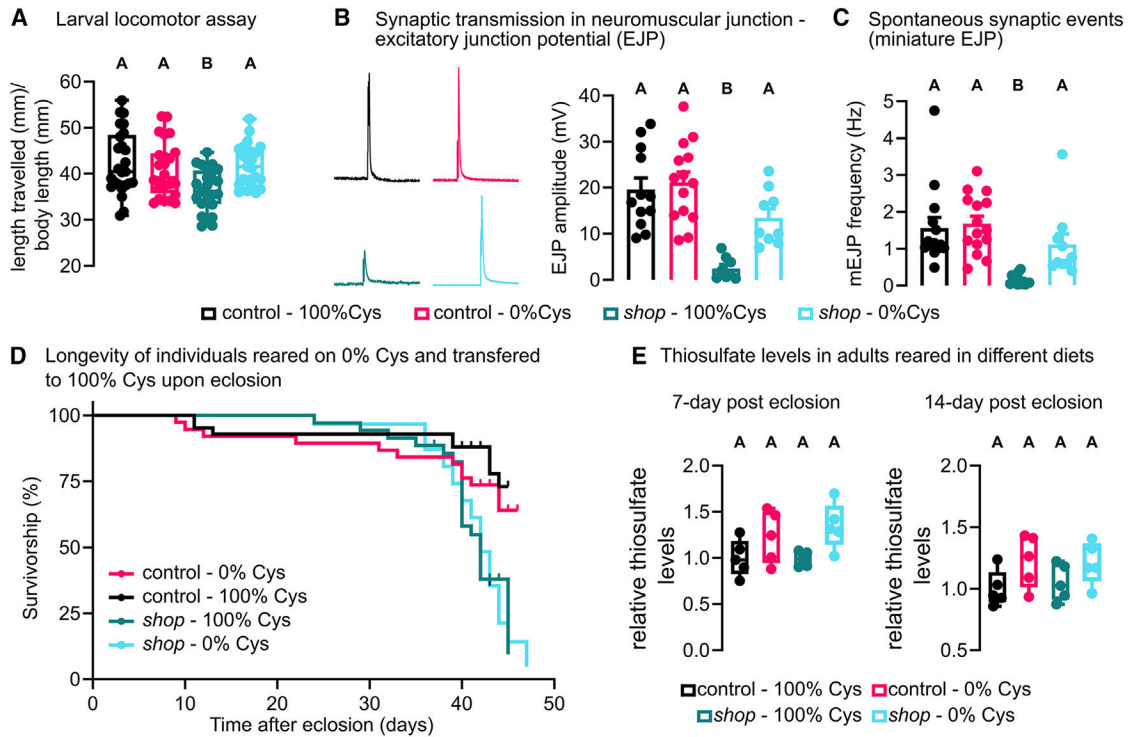 A Larval locomotor assay
A A B A
length travelled (mm)/
body length (mm)
60
50
40
30
20
B Synaptic transmission in neuromuscular junction -
excitatory junction potential (EJP)
A A B A
EJP amplitude (mV)
40
30
20
10
0
C Spontaneous synaptic events
(miniature EJP)
A A B A
mEJP frequency (Hz)
5
4
3
2
1
0
control - 100%Cys control - 0%Cys shop - 100%Cys shop - 0%Cys
D Longevity of individuals reared on 0% Cys and transfered
to 100% Cys upon eclosion
Survivorship (%)
100
75
50
25
0
control - 0% Cys
control - 100% Cys
shop - 100% Cys
shop - 0% Cys
0 10 20 30 40 50
Time after eclosion (days)
E Thiosulfate levels in adults reared in different diets
7-day post eclosion
A A A A
relative thiosulfate
levels
2.0
1.5
1.0
0.5
0.0
14-day post eclosion
A A A A
relative thiosulfate
levels
2.0
1.5
1.0
0.5
control - 100% Cys control - 0% Cys
shop - 100% Cys shop - 0% Cys